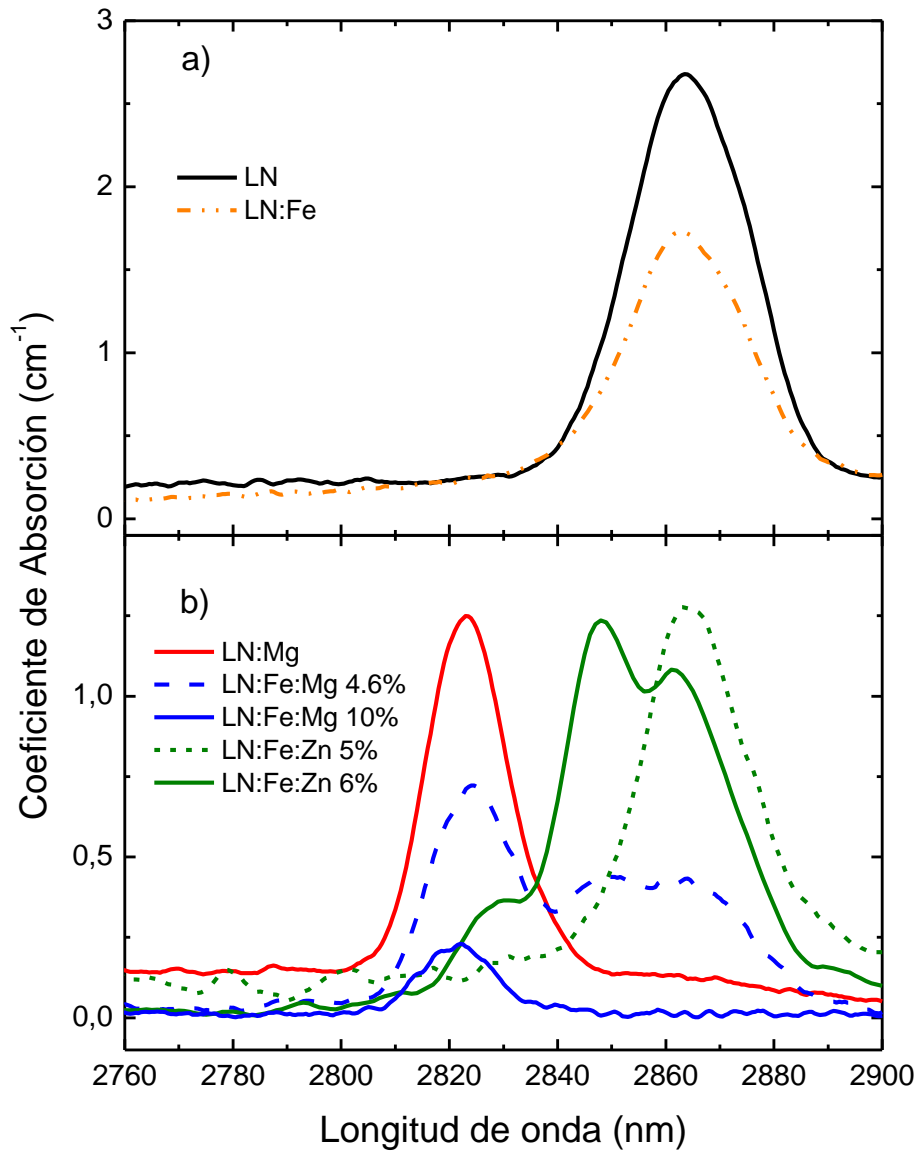 3
a)
LN
LN:Fe
2
1
0
Coeficiente de Absorción (cm⁻¹)
b)
LN:Mg
LN:Fe:Mg 4.6%
LN:Fe:Mg 10%
LN:Fe:Zn 5%
LN:Fe:Zn 6%
1,0
0,5
0,0
2760 2780 2800 2820 2840 2860 2880 2900
Longitud de onda (nm)